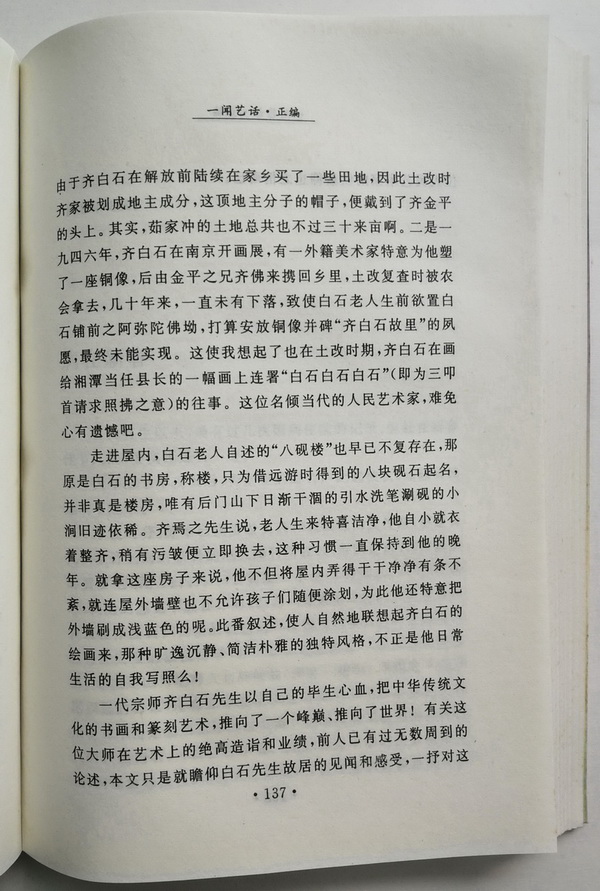 一闻艺话·正编
由于齐白石在解放前陆续在家乡买了一些田地，因此土改时
齐家被划成地主成分，这顶地主分子的帽子，便戴到了齐金平
的头上。其实，茹家冲的土地总共也不过三十来亩啊。二是一
九四六年，齐白石在南京开画展，有一外籍美术家特意为他塑
了一座铜像，后由金平之兄齐佛来携回乡里，土改复查时被农
会拿去，几十年来，一直未有下落，致使白石老人生前欲置白
石铺前之阿弥陀佛坳，打算安放铜像并碑“齐白石故里”的夙
愿，最终未能实现。这使我想起了也在土改时期，齐白石在画
给湘潭当任县长的一幅画上连署“白石白石白石”(即为三叩
首请求照拂之意)的往事。这位名倾当代的人民艺术家，难免
心有遗憾吧。
走进屋内，白石老人自述的“八砚楼”也早已不复存在，那
原是白石的书房，称楼，只为借远游时得到的八块砚石起名，
并非真是楼房，唯有后门山下日渐干涸的引水洗笔涮砚的小
涧旧迹依稀。齐焉之先生说，老人生来特喜洁净，他自小就衣
着整齐，稍有污皱便立即换去，这种习惯一直保持到他的晚
年。就拿这座房子来说，他不但将屋内弄得干干净净有条不
紊，就连屋外墙壁也不允许孩子们随便涂划，为此他还特意把
外墙刷成浅蓝色的呢。此番叙述，使人自然地联想起齐白石的
绘画来，那种旷逸沉静、简洁朴雅的独特风格，不正是他日常
生活的自我写照么！
一代宗师齐白石先生以自己的毕生心血，把中华传统文
化的书画和篆刻艺术，推向了一个峰巅、推向了世界！有关这
位大师在艺术上的绝高造诣和业绩，前人已有过无数周到的
论述，本文只是就瞻仰白石先生故居的见闻和感受，一抒对这
·137·